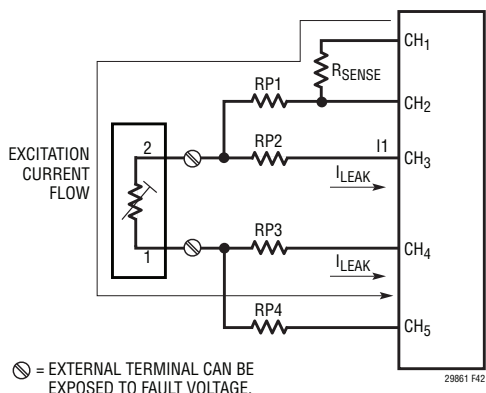 CH1
RSENSE
RP1
CH2
EXCITATION
CURRENT
FLOW
2
RP2
I1
CH3
ILEAK
1
RP3
CH4
ILEAK
RP4
CH5
= EXTERNAL TERMINAL CAN BE
EXPOSED TO FAULT VOLTAGE.
29861 F42